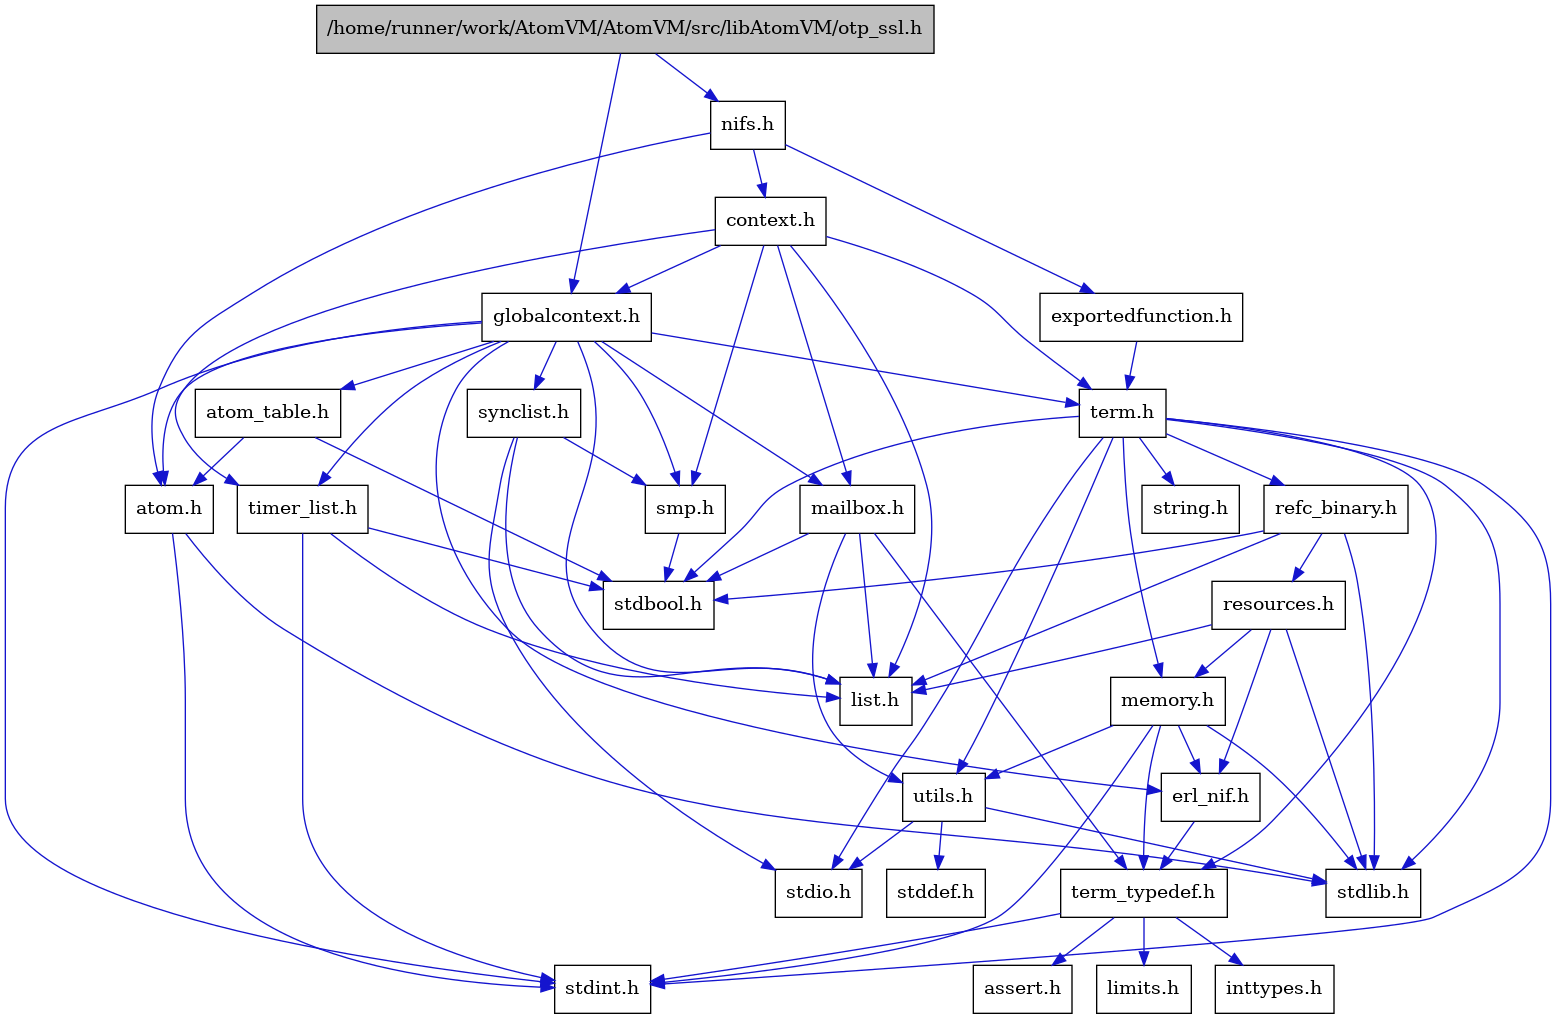 /home/runner/work/AtomVM/AtomVM/src/libAtomVM/otp_ssl.h
nifs.h
context.h
globalcontext.h
exportedfunction.h
atom_table.h
synclist.h
term.h
atom.h
timer_list.h
smp.h
mailbox.h
string.h
refc_binary.h
stdbool.h
resources.h
list.h
memory.h
utils.h
erl_nif.h
stdio.h
stddef.h
term_typedef.h
stdlib.h
stdint.h
assert.h
limits.h
inttypes.h